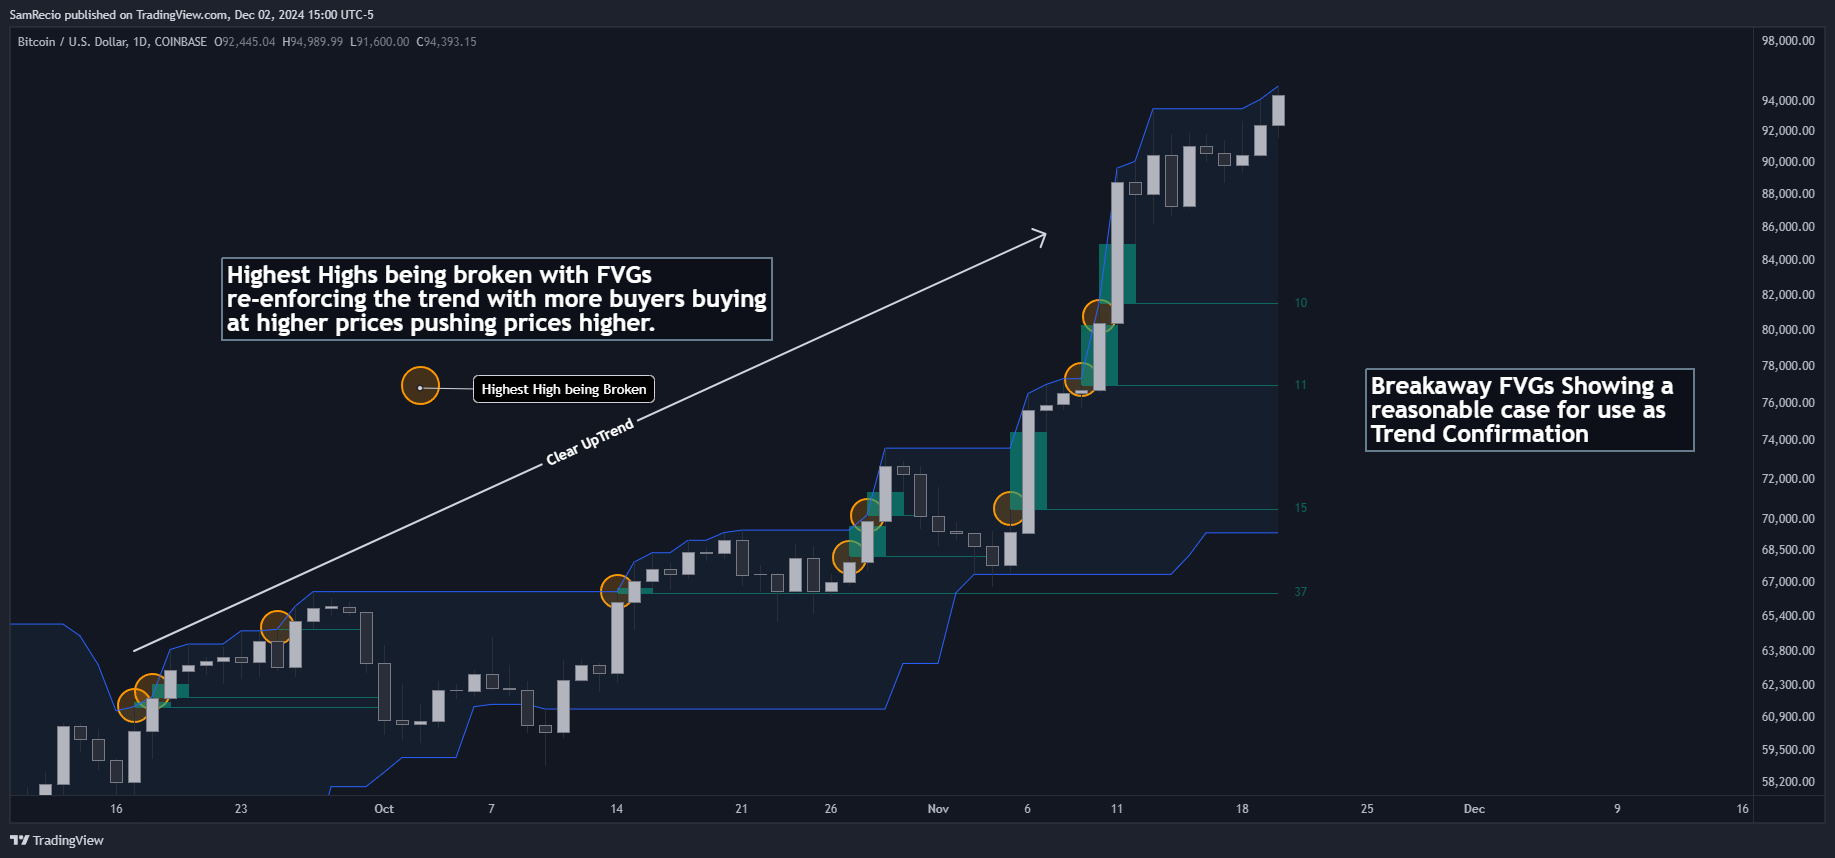 SamRecio published on TradingView.com, Dec 02, 2024 15:00 UTC-5
Bitcoin / U.S. Dollar, 1D, COINBASE O92,445.04 H94,989.99 L91,600.00 C94,393.15
98,000.00
94,000.00
92,000.00
90,000.00
88,000.00
86,000.00
84,000.00
82,000.00
80,000.00
78,000.00
76,000.00
74,000.00
72,000.00
70,000.00
68,500.00
67,000.00
65,400.00
63,800.00
62,300.00
60,900.00
59,500.00
58,200.00
Highest Highs being broken with FVGs
re-enforcing the trend with more buyers buying
at higher prices pushing prices higher.
Highest High being Broken
Clear UpTrend
10
11
15
37
Breakaway FVGs Showing a
reasonable case for use as
Trend Confirmation
16 23 Oct 7 14 21 26 Nov 6 11 18 25 Dec 9 16
TradingView